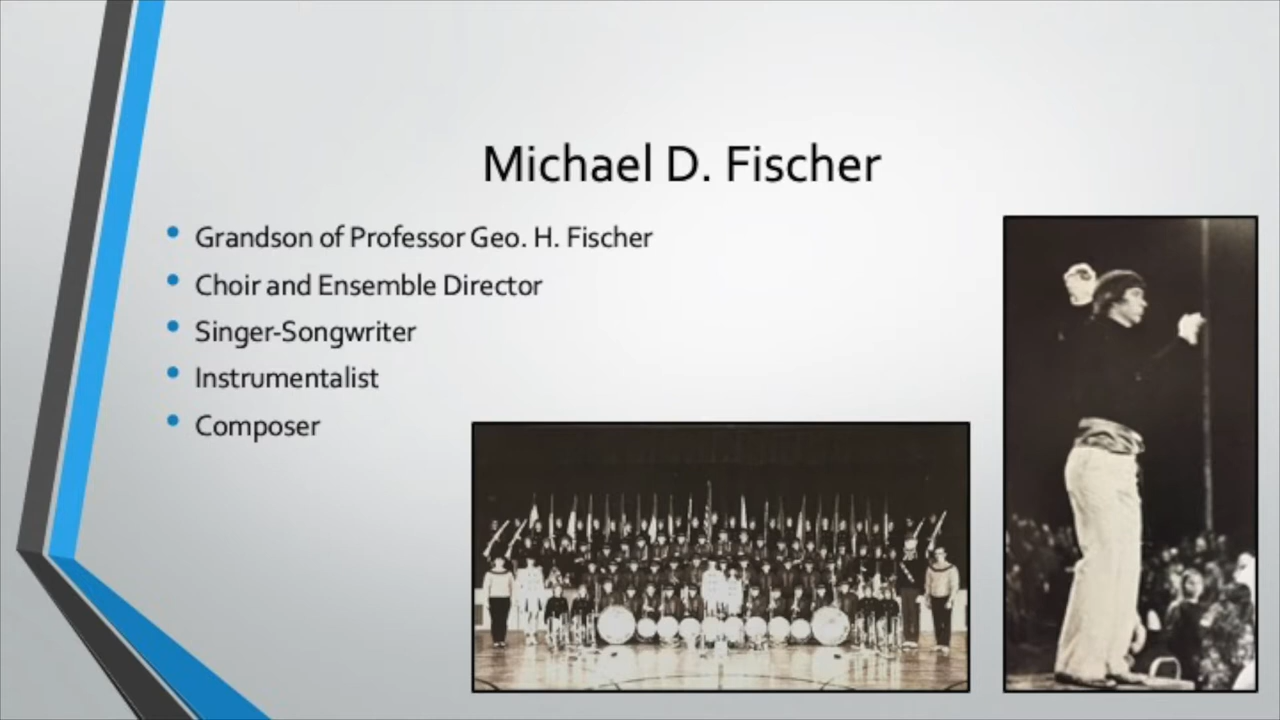 Michael D. Fischer
Grandson of Professor Geo. H. Fischer
Choir and Ensemble Director
Singer-Songwriter
Instrumentalist
Composer